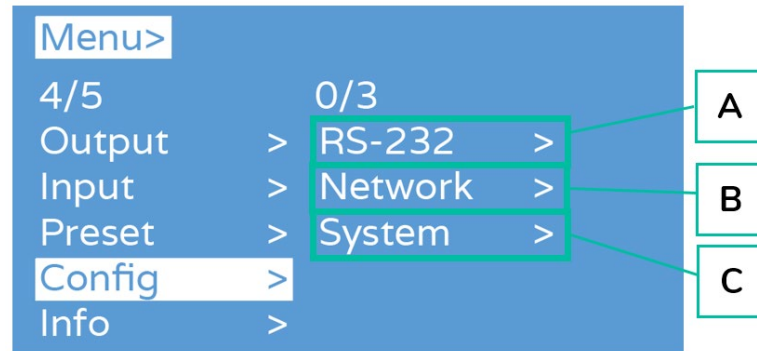 Menu>
4/5 0/3
Output > RS-232 >
Input > Network >
Preset > System >
Config >
Info >
A
B
C